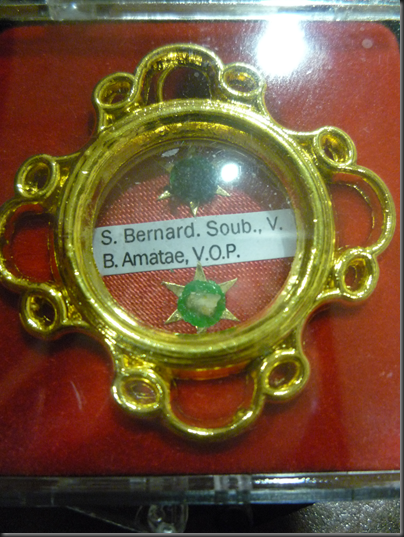 S. Bernard. Soub., V.
B. Amatae, V.O.P.